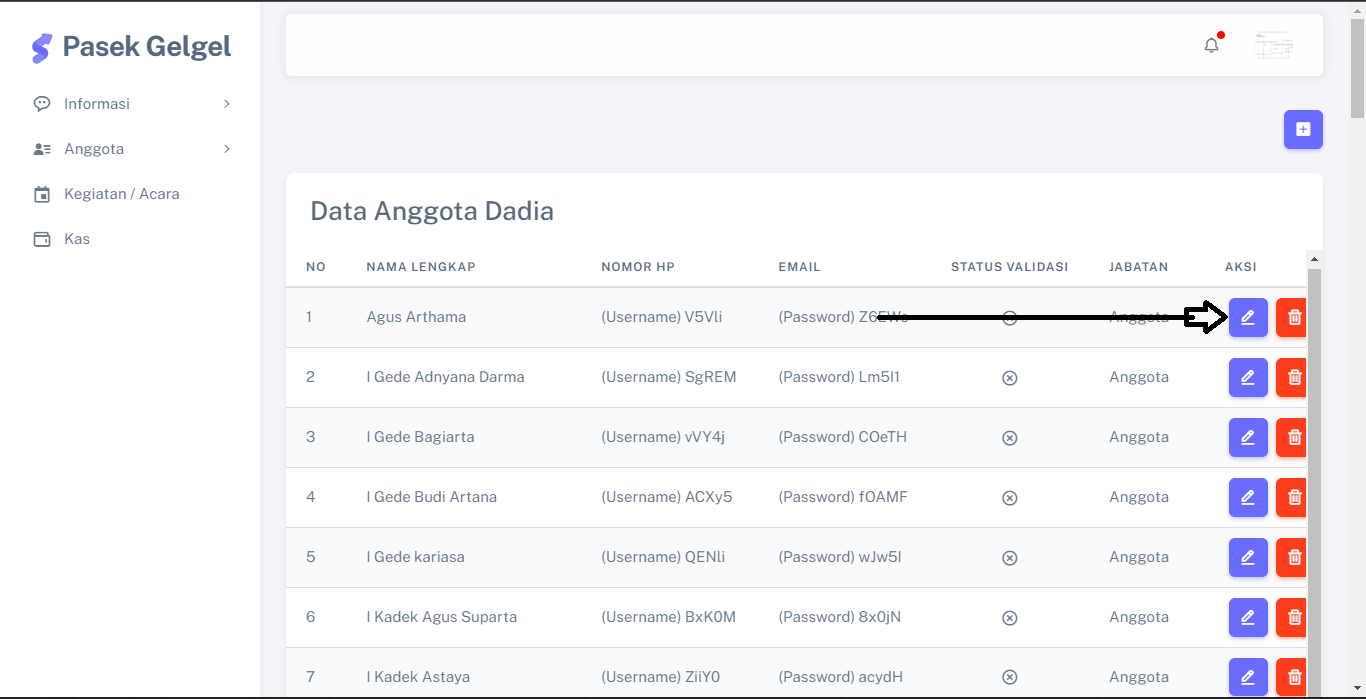 Pasek Gelgel
Informasi
Anggota
Kegiatan / Acara
Kas
Data Anggota Dadia
NO NAMA LENGKAP NOMOR HP EMAIL STATUS VALIDASI JABATAN AKSI
1 Agus Arthama (Username) V5Vli (Password) Anggota
2 I Gede Adnyana Darma (Username) SgREM (Password) Lm5I1 Anggota
3 I Gede Bagiarta (Username) vVY4j (Password) COeTH Anggota
4 I Gede Budi Artana (Username) ACXy5 (Password) fOAMF Anggota
5 I Gede kariasa (Username) QENli (Password) wJw5I Anggota
6 I Kadek Agus Suparta (Username) BxK0M (Password) 8x0jN Anggota
7 I Kadek Astaya (Username) ZiiY0 (Password) acydH Anggota